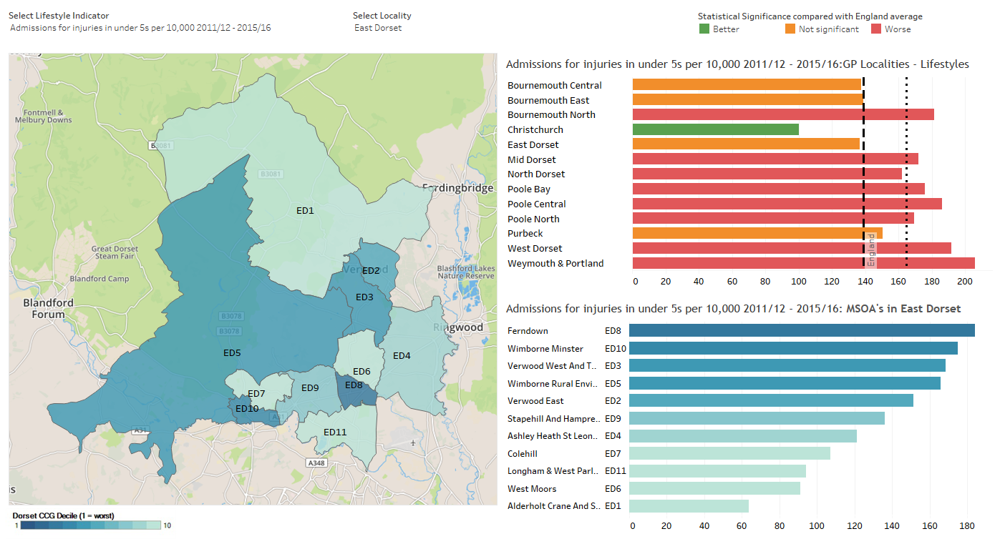 Select Lifestyle Indicator
Admissions for injuries in under 5s per 10,000 2011/12 - 2015/16
Select Locality
East Dorset
Statistical Significance compared with England average
Better
Not significant
Worse
Fontmell &
Melbury Downs
B3081
B3081
Fordingbridge
ED1
Great Dorset
Steam Fair
Blandford Camp
Blandford
Forum
Verwood
ED2
Blashford Lakes
Nature Reserve
ED3
B3078
B3078
Ringwood
ED5
ED4
ED6
ED7
ED9
ED8
ED10
A31
A31
ED11
A348
is
Dorset CCG Decile (1 = worst)
1
10
Admissions for injuries in under 5s per 10,000 2011/12 - 2015/16:GP Localities - Lifestyles
Bournemouth Central
Bournemouth East
Bournemouth North
Christchurch
East Dorset
Mid Dorset
North Dorset
Poole Bay
Poole Central
Poole North
Purbeck
West Dorset
Weymouth & Portland
England
0 20 40 60 80 100 120 140 160 180 200
Admissions for injuries in under 5s per 10,000 2011/12 - 2015/16: MSOA's in East Dorset
Ferndown ED8
Wimborne Minster ED10
Verwood West And T.. ED3
Wimborne Rural Envi.. ED5
Verwood East ED2
Stapehill And Hampre.. ED9
Ashley Heath St Leon.. ED4
Colehill ED7
Longham & West Parl.. ED11
West Moors ED6
Alderholt Crane And S.. ED1
0 20 40 60 80 100 120 140 160 180